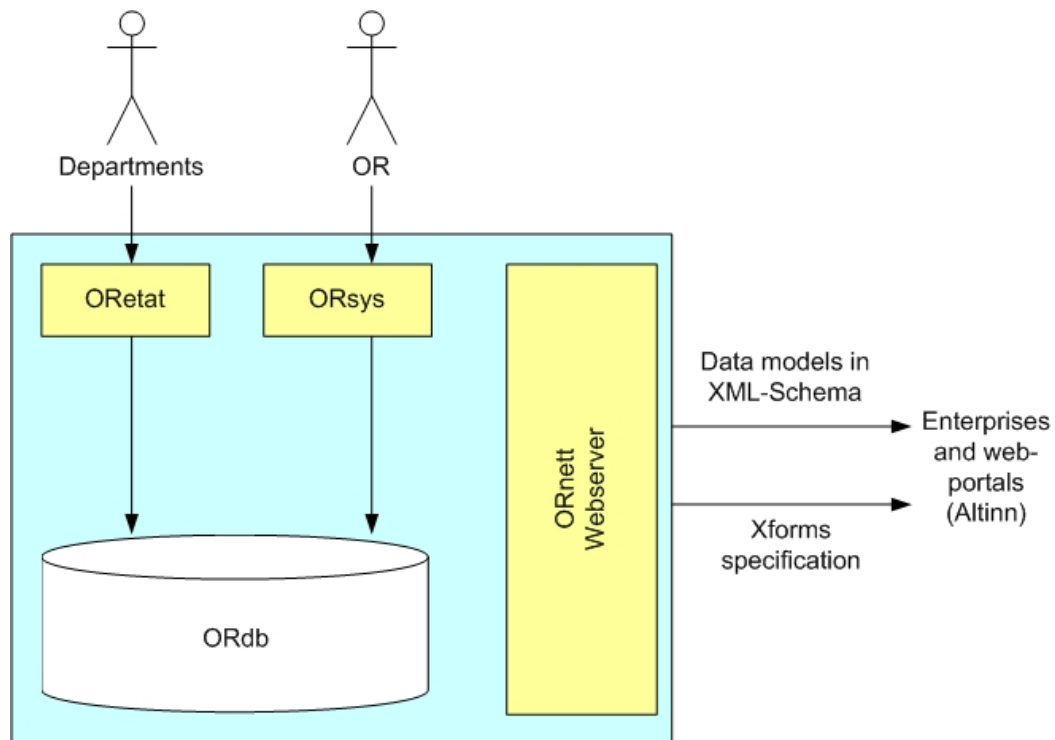 Departments
OR
ORetat
ORsys
Data models in
XML-Schema
Enterprises
and web-
portals
(Altinn)
ORnett
Webserver
Xforms
specification
ORdb